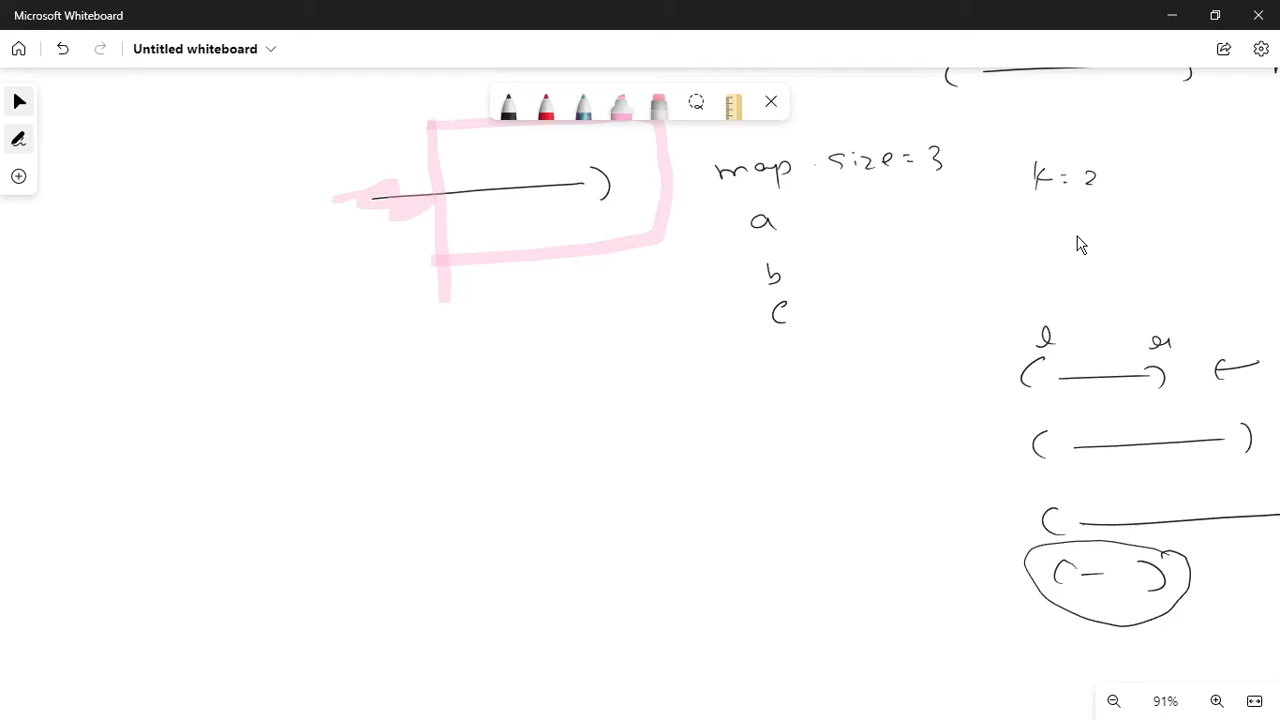 Microsoft Whiteboard
Untitled whiteboard
map . size = 3
k = 2
a
b
c
l r
91%